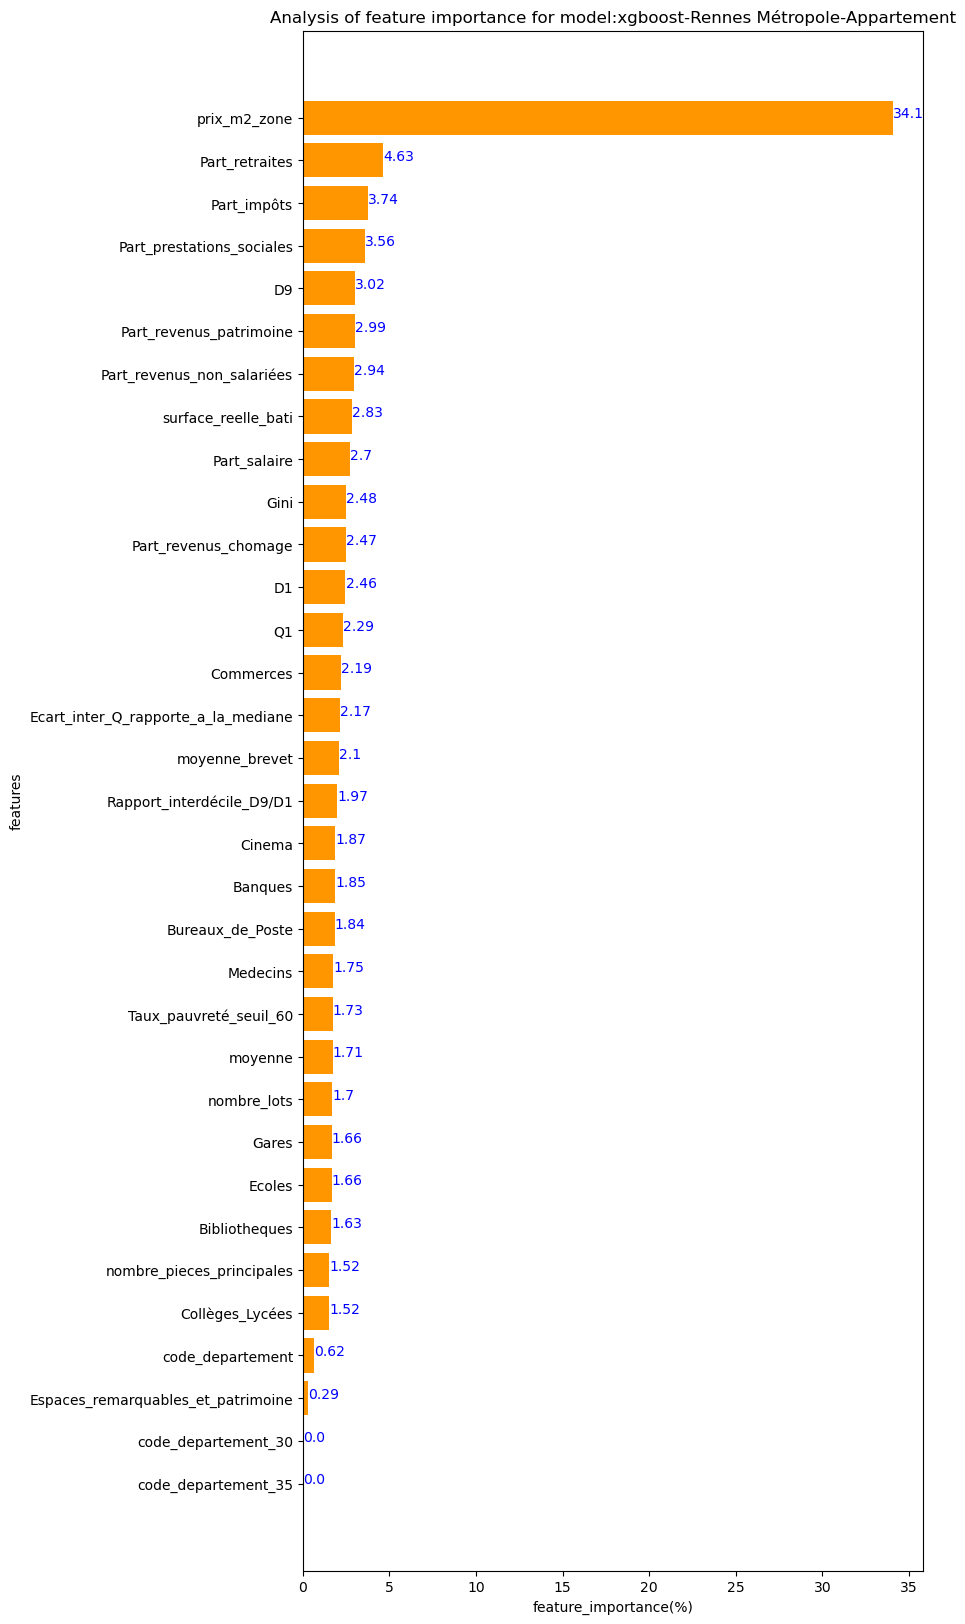 Analysis of feature importance for model:xgboost-Rennes Métropole-Appartement
prix_m2_zone 34.1
Part_retraites 4.63
Part_impôts 3.74
Part_prestations_sociales 3.56
D9 3.02
Part_revenus_patrimoine 2.99
Part_revenus_non_salariées 2.94
surface_reelle_bati 2.83
Part_salaire 2.7
Gini 2.48
Part_revenus_chomage 2.47
D1 2.46
Q1 2.29
Commerces 2.19
Ecart_inter_Q_rapporte_a_la_mediane 2.17
moyenne_brevet 2.1
Rapport_interdécile_D9/D1 1.97
Cinema 1.87
Banques 1.85
Bureaux_de_Poste 1.84
Medecins 1.75
Taux_pauvreté_seuil_60 1.73
moyenne 1.71
nombre_lots 1.7
Gares 1.66
Ecoles 1.66
Bibliotheques 1.63
nombre_pieces_principales 1.52
Collèges_Lycées 1.52
code_departement 0.62
Espaces_remarquables_et_patrimoine 0.29
code_departement_30 0.0
code_departement_35 0.0
features
0 5 10 15 20 25 30 35
feature_importance(%)